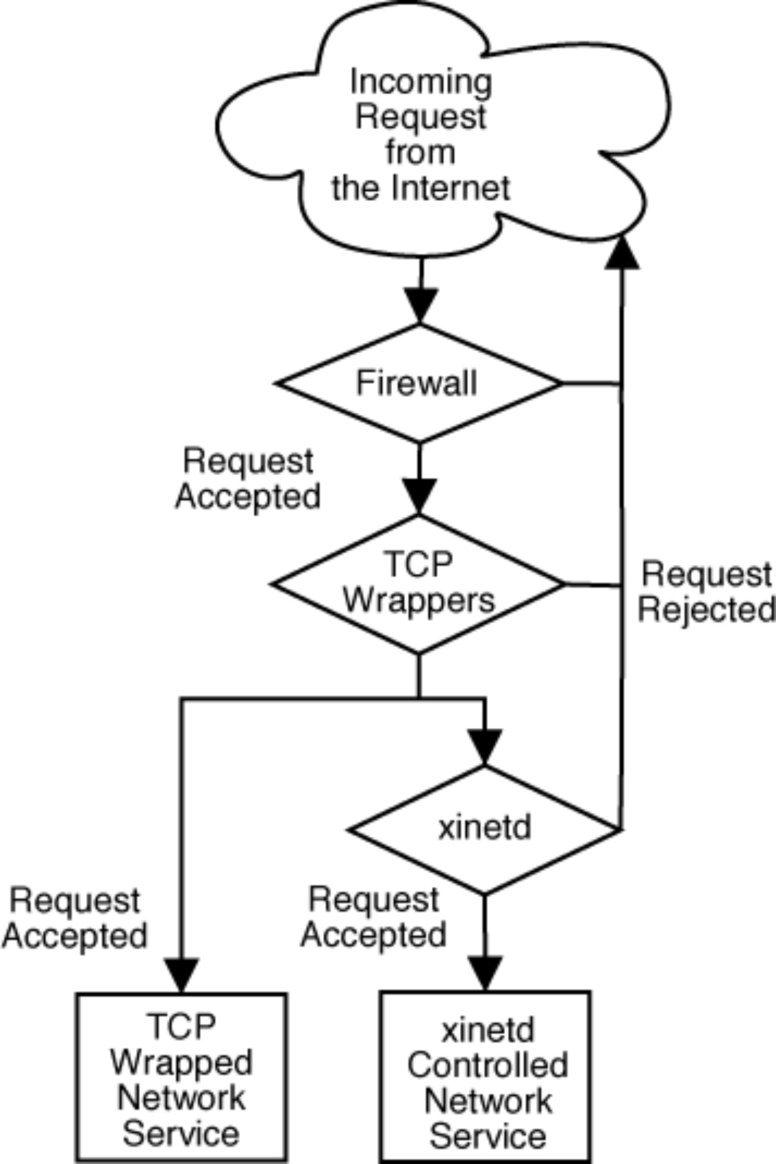 Incoming
Request
from
the Internet
Firewall
Request
Accepted
TCP
Wrappers
Request
Rejected
xinetd
Request
Accepted
Request
Accepted
TCP
Wrapped
Network
Service
xinetd
Controlled
Network
Service